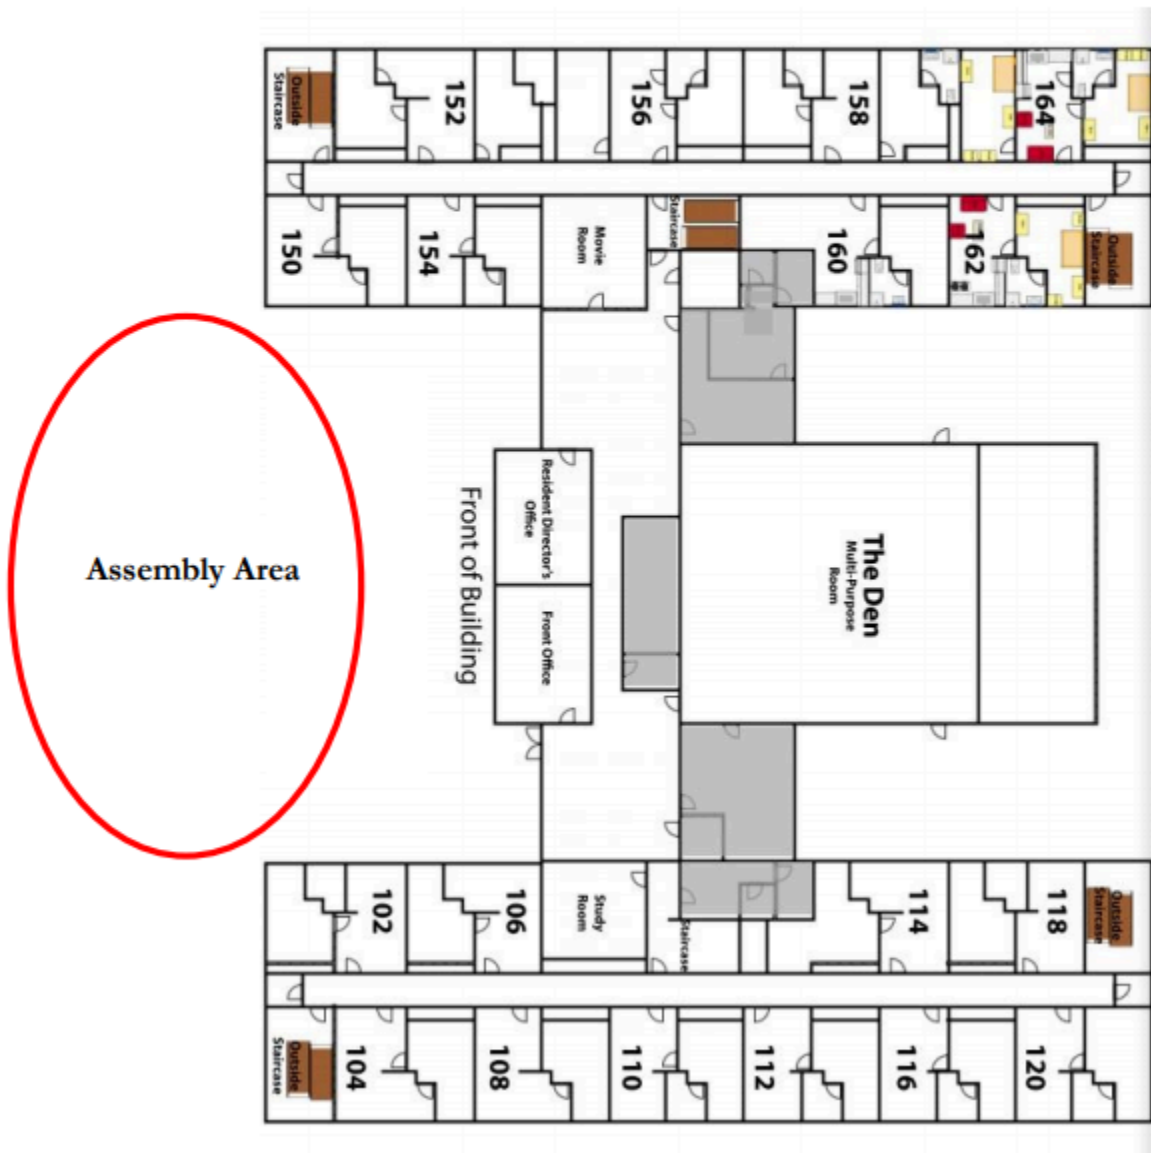 Outside
Staircase
152
156
158
164
150
154
Movie
Room
Staircase
160
162
Outside
Staircase
Assembly Area
Front of Building
Resident Director's
Office
Front Office
The Den
Multi-Purpose
Room
102
106
Study
Room
Staircase
114
118
Outside
Staircase
Outside
Staircase
104
108
110
112
116
120